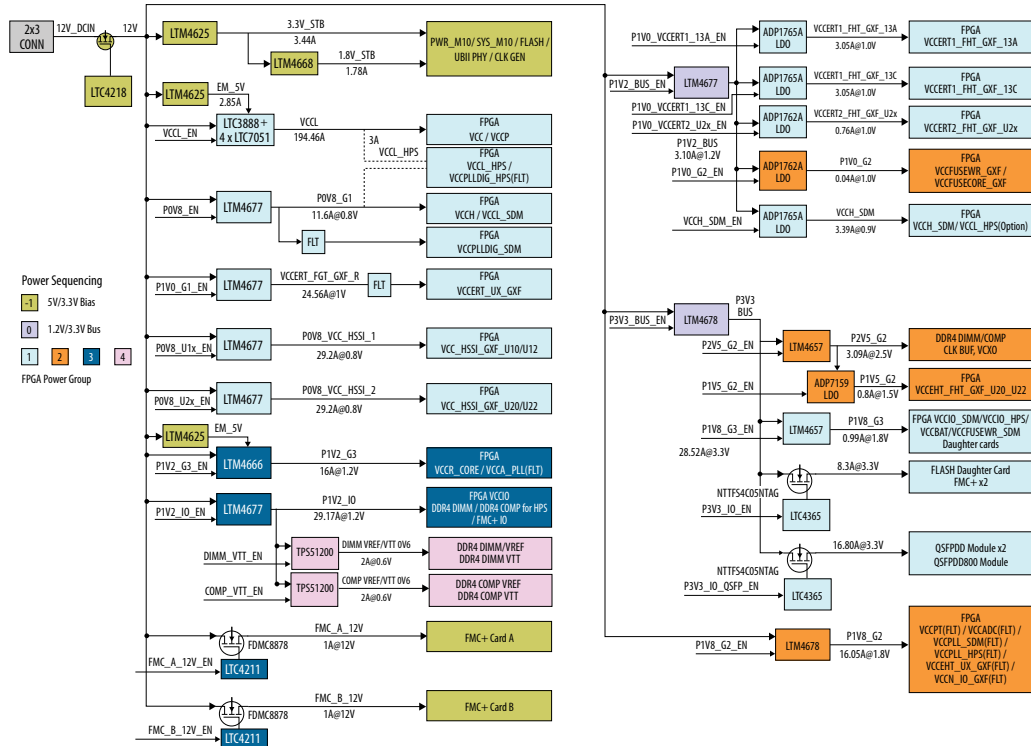 2x3
CONN
12V_DCIN
12V
LTC4218
LTM4625
3.3V_STB
3.44A
LTM4668
1.8V_STB
1.78A
PWR_M10/ SYS_M10 / FLASH /
UBII PHY / CLK GEN
LTM4625
EM_5V
2.85A
VCCL_EN
LTC3888 +
4 x LTC7051
VCCL
194.46A
3A
VCCL_HPS
FPGA
VCC / VCCP
FPGA
VCCL_HPS /
VCCPLLDIG_HPS(FLT)
P0V8_EN
LTM4677
P0V8_G1
11.6A@0.8V
FPGA
VCCH / VCCL_SDM
FLT
FPGA
VCCPLLDIG_SDM
P1V0_G1_EN
LTM4677
VCCERT_FGT_GXF_R
24.56A@1V
FLT
FPGA
VCCERT_UX_GXF
Power Sequencing
-1
5V/3.3V Bias
0
1.2V/3.3V Bus
1
2
3
4
FPGA Power Group
P0V8_U1x_EN
LTM4677
P0V8_VCC_HSSI_1
29.2A@0.8V
FPGA
VCC_HSSI_GXF_U10/U12
P0V8_U2x_EN
LTM4677
P0V8_VCC_HSSI_2
29.2A@0.8V
FPGA
VCC_HSSI_GXF_U20/U22
LTM4625
EM_5V
P1V2_G3_EN
LTM4666
P1V2_G3
16A@1.2V
FPGA
VCCR_CORE / VCCA_PLL(FLT)
P1V2_IO_EN
LTM4677
P1V2_IO
29.17A@1.2V
FPGA VCCIO
DDR4 DIMM / DDR4 COMP for HPS
/ FMC+ IO
DIMM_VTT_EN
TPS51200
DIMM VREF/VTT 0V6
2A@0.6V
DDR4 DIMM/VREF
DDR4 DIMM VTT
COMP_VTT_EN
TPS51200
COMP VREF/VTT 0V6
2A@0.6V
DDR4 COMP VREF
DDR4 COMP VTT
FMC_A_12V
1A@12V
FDMC8878
FMC_A_12V_EN
LTC4211
FMC+ Card A
FMC_B_12V
1A@12V
FDMC8878
FMC_B_12V_EN
LTC4211
FMC+ Card B
P1V0_VCCERT1_13A_EN
ADP1765A
LDO
VCCERT1_FHT_GXF_13A
3.05A@1.0V
FPGA
VCCERT1_FHT_GXF_13A
P1V2_BUS_EN
LTM4677
P1V0_VCCERT1_13C_EN
ADP1765A
LDO
VCCERT1_FHT_GXF_13C
3.05A@1.0V
FPGA
VCCERT1_FHT_GXF_13C
P1V0_VCCERT2_U2x_EN
ADP1762A
LDO
VCCERT2_FHT_GXF_U2x
0.76A@1.0V
FPGA
VCCERT2_FHT_GXF_U2x
P1V2_BUS
3.10A@1.2V
P1V0_G2_EN
ADP1762A
LDO
P1V0_G2
0.04A@1.0V
FPGA
VCCFUSEWR_GXF /
VCCFUSECORE_GXF
VCCH_SDM_EN
ADP1765A
LDO
VCCH_SDM
3.39A@0.9V
FPGA
VCCH_SDM/ VCCL_HPS(Option)
P3V3_BUS_EN
LTM4678
P3V3
BUS
P2V5_G2_EN
LTM4657
P2V5_G2
3.09A@2.5V
DDR4 DIMM/COMP
CLK BUF, VCXO
P1V5_G2_EN
ADP7159
LDO
P1V5_G2
0.8A@1.5V
FPGA
VCCEHT_FHT_GXF_U20_U22
P1V8_G3_EN
28.52A@3.3V
LTM4657
P1V8_G3
0.99A@1.8V
FPGA VCCIO_SDM/VCCIO_HPS/
VCCBAT/VCCFUSEWR_SDM
Daughter cards
8.3A@3.3V
NTTFS4C05NTAG
P3V3_IO_EN
LTC4365
FLASH Daughter Card
FMC+ x2
16.80A@3.3V
NTTFS4C05NTAG
P3V3_IO_QSFP_EN
LTC4365
QSFPDD Module x2
QSFPDD800 Module
P1V8_G2_EN
LTM4678
P1V8_G2
16.05A@1.8V
FPGA
VCCPT(FLT) / VCCADC(FLT) /
VCCPLL_SDM(FLT) /
VCCPLL_HPS(FLT) /
VCCEHT_UX_GXF(FLT) /
VCCN_IO_GXF(FLT)